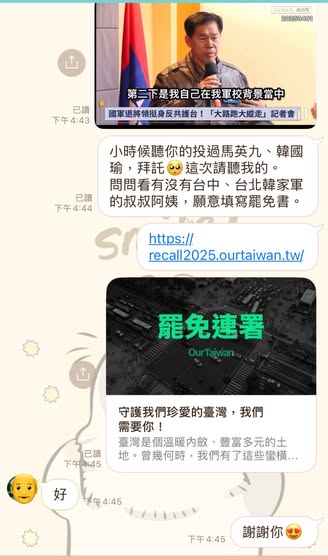 20250401
第二下是我自己在我軍校背景當中
國軍退將領挺身反共護台！「大路跑大縱走」記者會
已讀
下午4:43
小時候聽你的投過馬英九、韓國
瑜，拜託🥺這次請聽我的。
問問看有沒有台中、台北韓家軍
的叔叔阿姨，願意填寫罷免書。
已讀
下午4:44
https://
recall2025.ourtaiwan.tw/
罷免連署
OurTaiwan
守護我們珍愛的臺灣，我們
需要你！
臺灣是個溫暖內斂、豐富多元的土
地。曾幾何時，我們有了這些蠻橫...
已讀
下午4:45
好
下午4:45
謝謝你😍
下午4:45